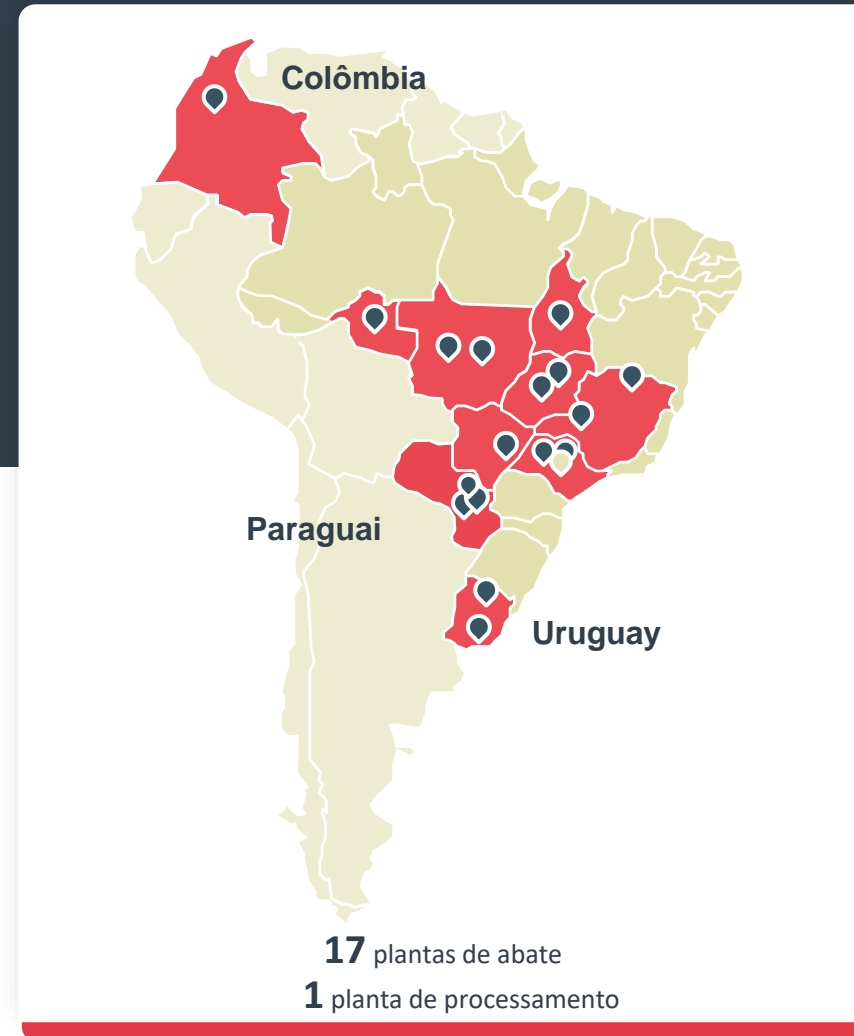 Colômbia
Paraguai
Uruguay
17 plantas de abate
1 planta de processamento